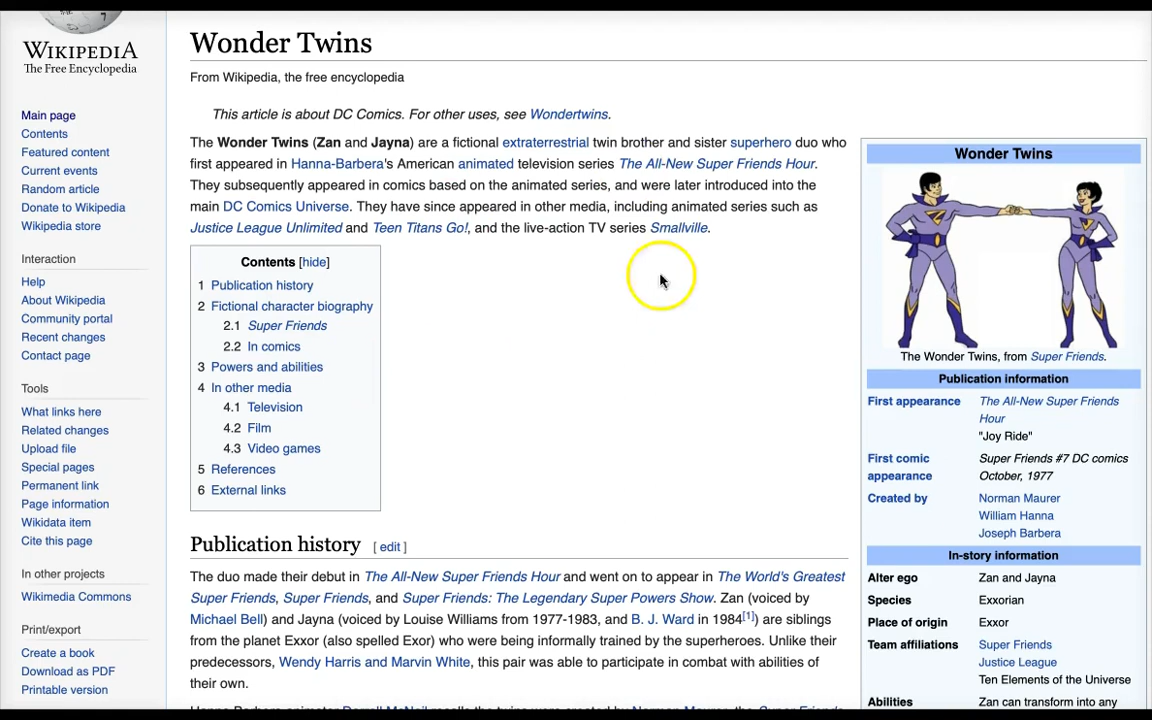 WIKIPEDIA
The Free Encyclopedia
Main page
Contents
Featured content
Current events
Random article
Donate to Wikipedia
Wikipedia store
Interaction
Help
About Wikipedia
Community portal
Recent changes
Contact page
Tools
What links here
Related changes
Upload file
Special pages
Permanent link
Page information
Wikidata item
Cite this page
In other projects
Wikimedia Commons
Print/export
Create a book
Download as PDF
Printable version
Wonder Twins
From Wikipedia, the free encyclopedia
This article is about DC Comics. For other uses, see Wondertwins.
The Wonder Twins (Zan and Jayna) are a fictional extraterrestrial twin brother and sister superhero duo who
first appeared in Hanna-Barbera's American animated television series The All-New Super Friends Hour.
They subsequently appeared in comics based on the animated series, and were later introduced into the
main DC Comics Universe. They have since appeared in other media, including animated series such as
Justice League Unlimited and Teen Titans Go!, and the live-action TV series Smallville.
Contents [hide]
1 Publication history
2 Fictional character biography
2.1 Super Friends
2.2 In comics
3 Powers and abilities
4 In other media
4.1 Television
4.2 Film
4.3 Video games
5 References
6 External links
Publication history [ edit ]
The duo made their debut in The All-New Super Friends Hour and went on to appear in The World's Greatest
Super Friends, Super Friends, and Super Friends: The Legendary Super Powers Show. Zan (voiced by
Michael Bell) and Jayna (voiced by Louise Williams from 1977-1983, and B. J. Ward in 1984[1]) are siblings
from the planet Exxor (also spelled Exor) who were being informally trained by the superheroes. Unlike their
predecessors, Wendy Harris and Marvin White, this pair was able to participate in combat with abilities of
their own.
Wonder Twins
The Wonder Twins, from Super Friends.
Publication information
First appearance The All-New Super Friends
Hour
"Joy Ride"
First comic Super Friends #7 DC comics
appearance October, 1977
Created by Norman Maurer
William Hanna
Joseph Barbera
In-story information
Alter ego Zan and Jayna
Species Exxorian
Place of origin Exxor
Team affiliations Super Friends
Justice League
Ten Elements of the Universe
Abilities Zan can transform into any